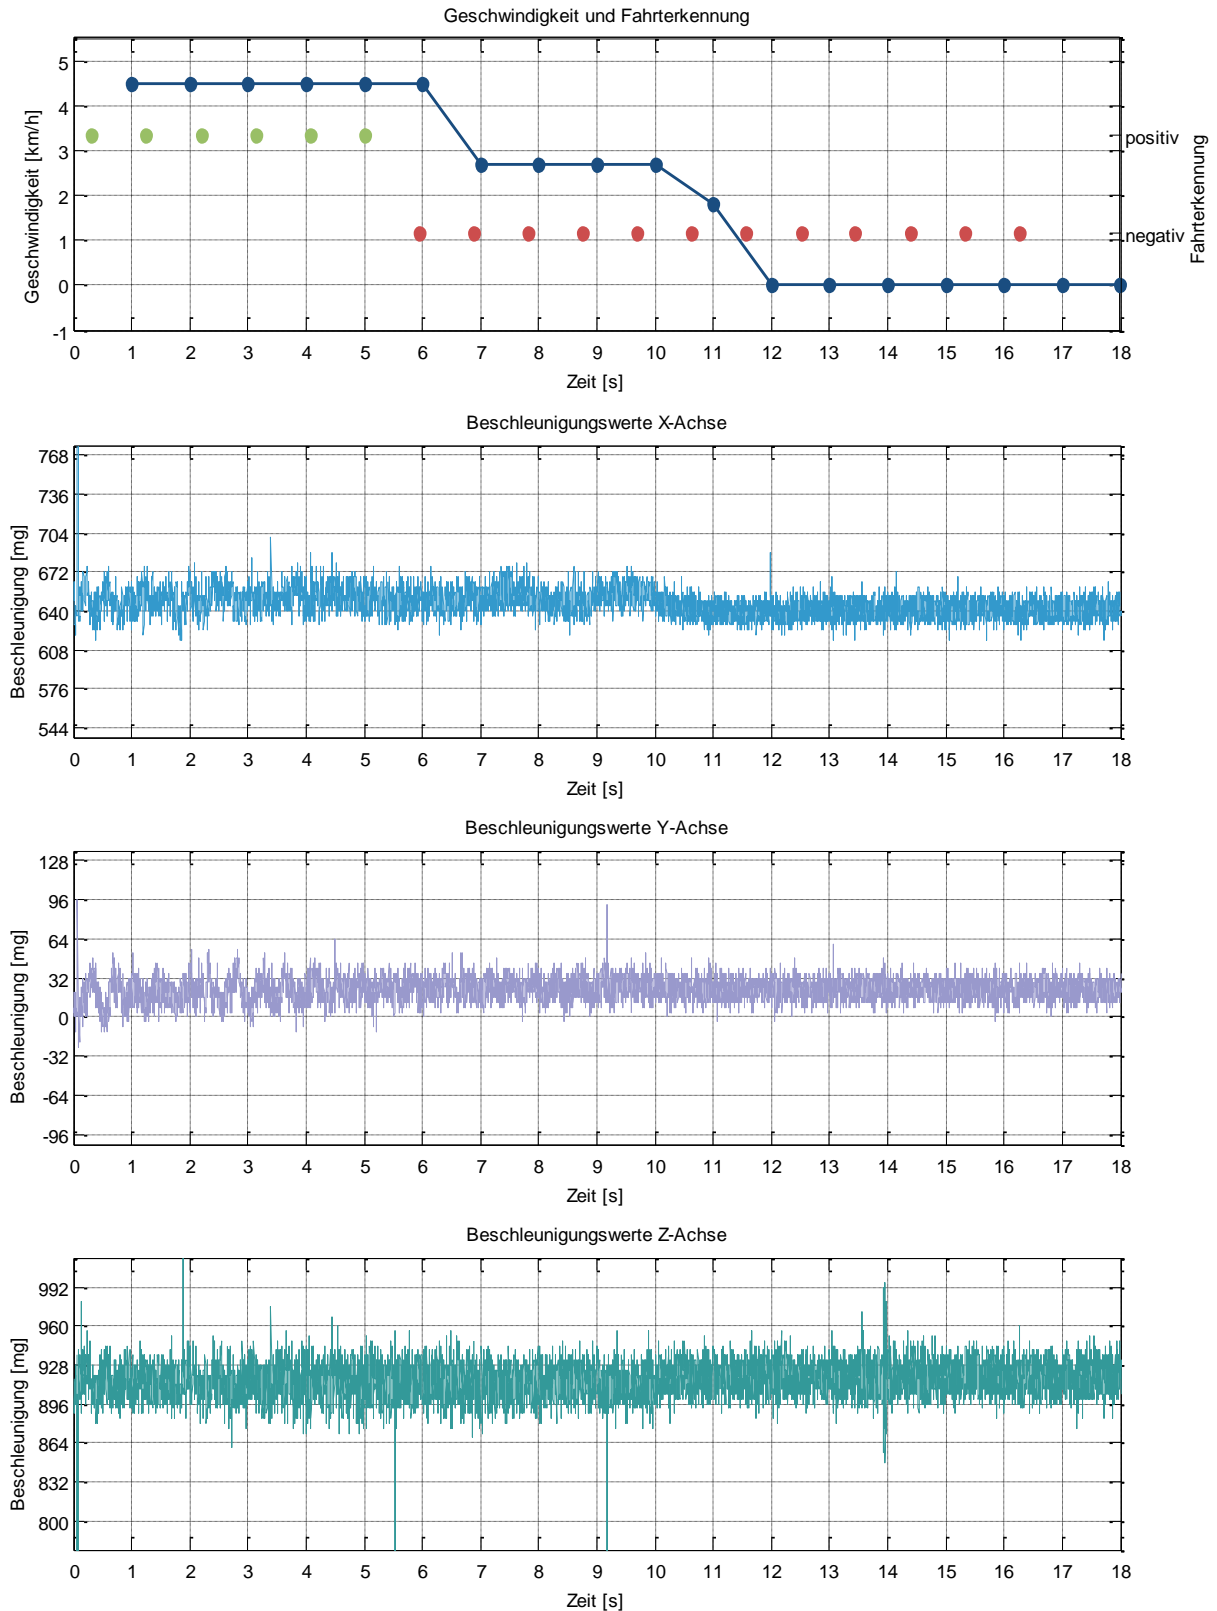 Geschwindigkeit und Fahrterkennung
Geschwindigkeit [km/h]
5
4
3
2
1
0
-1
positiv
negativ
Fahrterkennung
0 1 2 3 4 5 6 7 8 9 10 11 12 13 14 15 16 17 18
Zeit [s]
Beschleunigungswerte X-Achse
Beschleunigung [mg]
768
736
704
672
640
608
576
544
0 1 2 3 4 5 6 7 8 9 10 11 12 13 14 15 16 17 18
Zeit [s]
Beschleunigungswerte Y-Achse
Beschleunigung [mg]
128
96
64
32
0
-32
-64
-96
0 1 2 3 4 5 6 7 8 9 10 11 12 13 14 15 16 17 18
Zeit [s]
Beschleunigungswerte Z-Achse
Beschleunigung [mg]
992
960
928
896
864
832
800
0 1 2 3 4 5 6 7 8 9 10 11 12 13 14 15 16 17 18
Zeit [s]